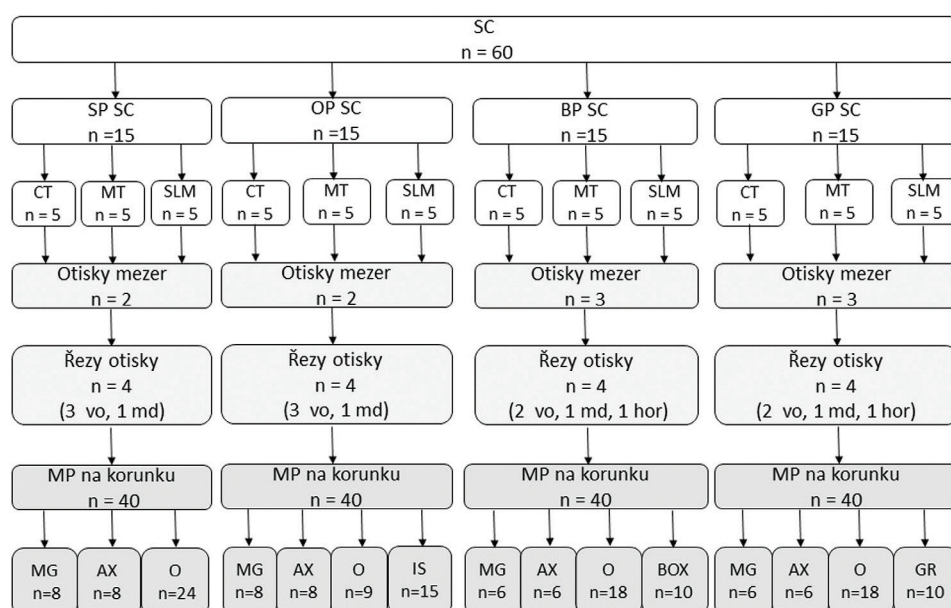 SC
n = 60
SP SC
n =15
OP SC
n =15
BP SC
n =15
GP SC
n =15
CT
n = 5
MT
n = 5
SLM
n = 5
CT
n = 5
MT
n = 5
SLM
n = 5
CT
n = 5
MT
n = 5
SLM
n = 5
CT
n = 5
MT
n = 5
SLM
n = 5
Otisky mezer
n = 2
Otisky mezer
n = 2
Otisky mezer
n = 3
Otisky mezer
n = 3
Řezy otisky
n = 4
(3 vo, 1 md)
Řezy otisky
n = 4
(3 vo, 1 md)
Řezy otisky
n = 4
(2 vo, 1 md, 1 hor)
Řezy otisky
n = 4
(2 vo, 1 md, 1 hor)
MP na korunku
n = 40
MP na korunku
n = 40
MP na korunku
n = 40
MP na korunku
n = 40
MG
n=8
AX
n=8
O
n=24
MG
n=8
AX
n=8
O
n=9
IS
n=15
MG
n=6
AX
n=6
O
n=18
BOX
n=10
MG
n=6
AX
n=6
O
n=18
GR
n=10